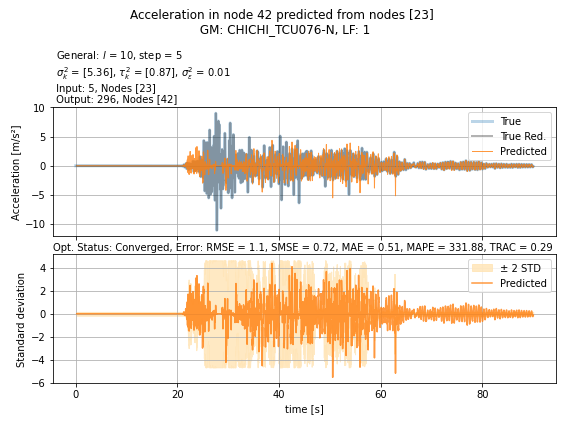 Acceleration in node 42 predicted from nodes [23]
GM: CHICHI_TCU076-N, LF: 1
General: l = 10, step = 5
σ_k^2 = [5.36], τ_k^2 = [0.87], σ_ε^2 = 0.01
Input: 5, Nodes [23]
Output: 296, Nodes [42]
10
5
0
−5
−10
Acceleration [m/s²]
True
True Red.
Predicted
Opt. Status: Converged, Error: RMSE = 1.1, SMSE = 0.72, MAE = 0.51, MAPE = 331.88, TRAC = 0.29
4
2
0
−2
−4
−6
Standard deviation
± 2 STD
Predicted
0 20 40 60 80
time [s]